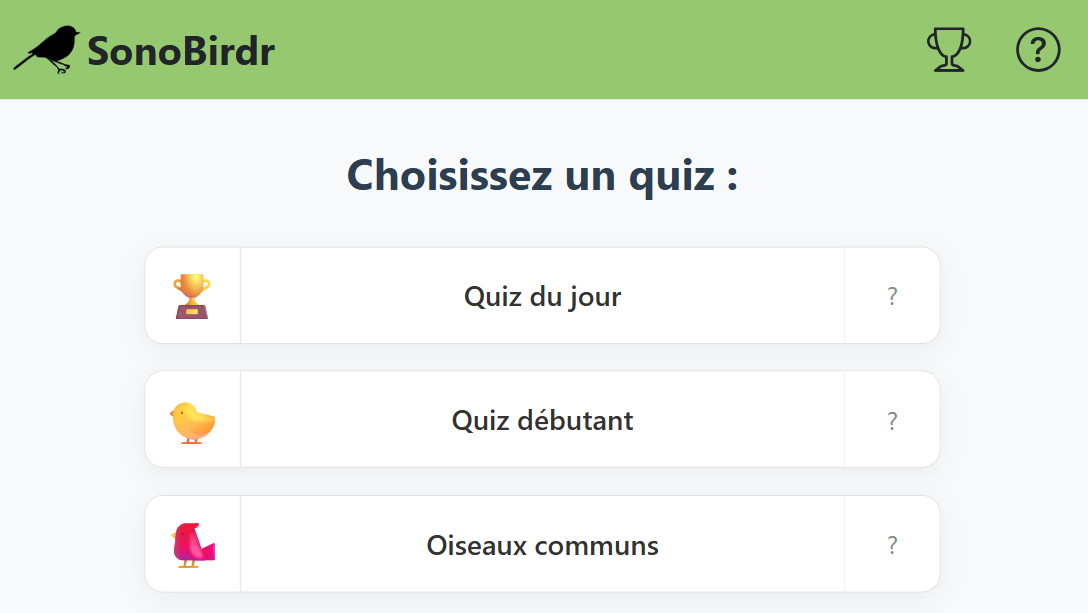 SonoBirdr
?
Choisissez un quiz :
Quiz du jour
?
Quiz débutant
?
Oiseaux communs
?